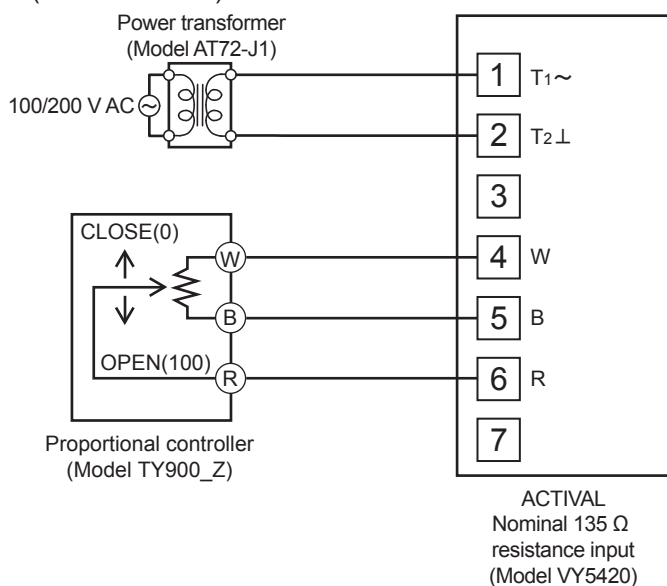 Power transformer
(Model AT72-J1)
100/200 V AC
1 T1~
2 T2⊥
3
CLOSE(0)
W
4 W
B
5 B
OPEN(100)
R
6 R
7
Proportional controller
(Model TY900_Z)
ACTIVAL
Nominal 135 Ω
resistance input
(Model VY5420)